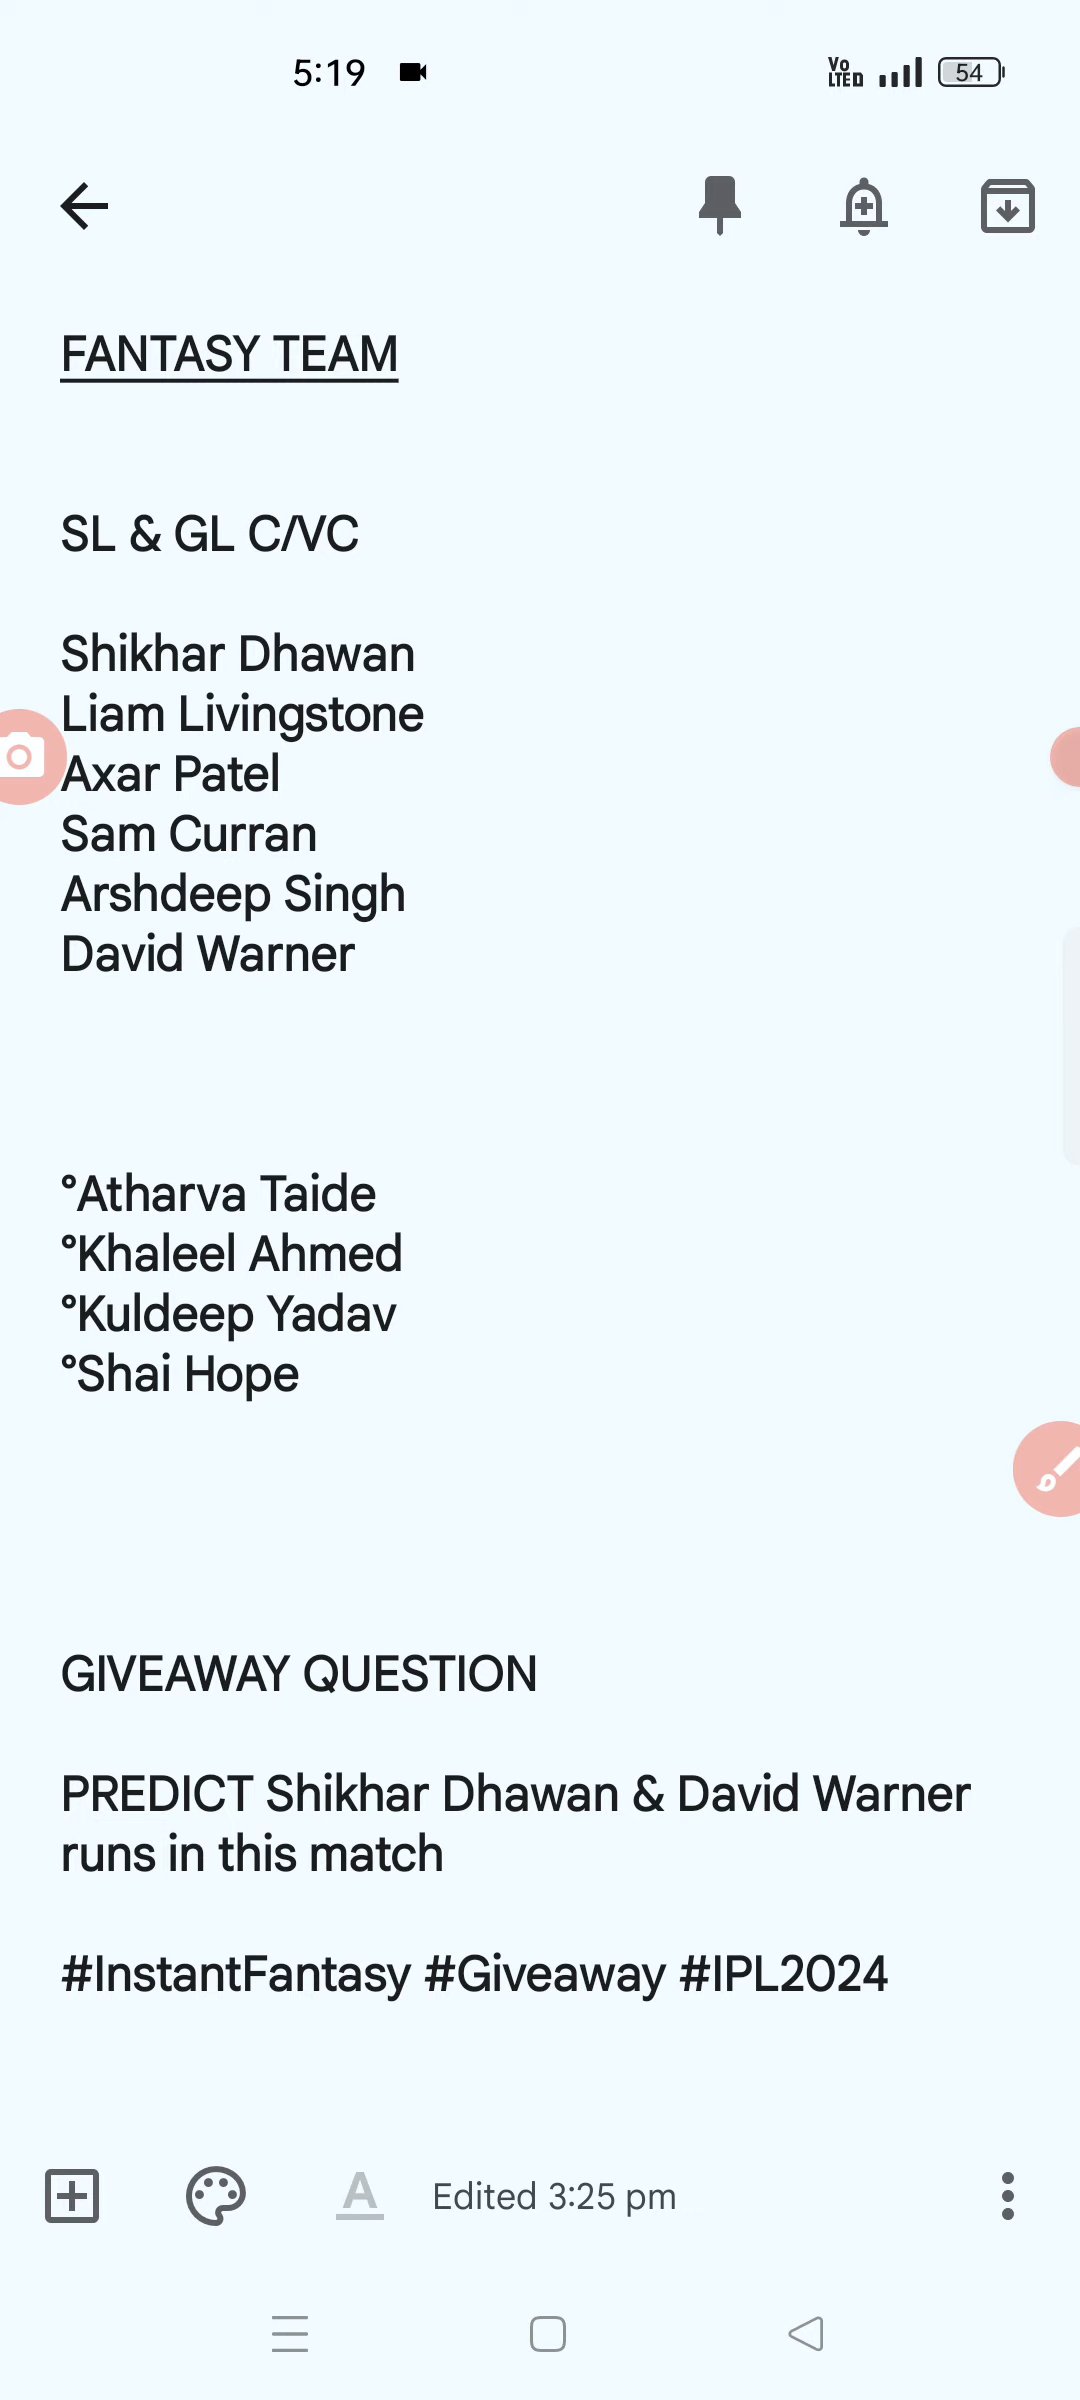 5:19
Vo
LTED
54
FANTASY TEAM
SL & GL C/VC
Shikhar Dhawan
Liam Livingstone
Axar Patel
Sam Curran
Arshdeep Singh
David Warner
°Atharva Taide
°Khaleel Ahmed
°Kuldeep Yadav
°Shai Hope
GIVEAWAY QUESTION
PREDICT Shikhar Dhawan & David Warner
runs in this match
#InstantFantasy #Giveaway #IPL2024
A
Edited 3:25 pm